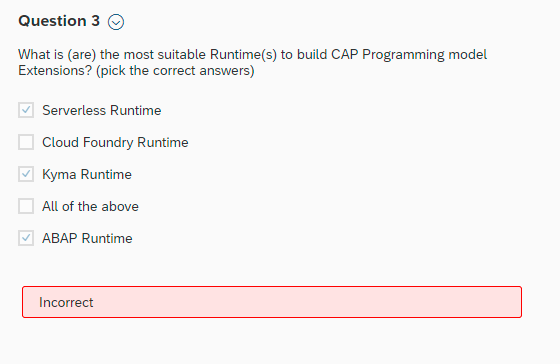 Question 3
What is (are) the most suitable Runtime(s) to build CAP Programming model
Extensions? (pick the correct answers)
Serverless Runtime
Cloud Foundry Runtime
Kyma Runtime
All of the above
ABAP Runtime
Incorrect